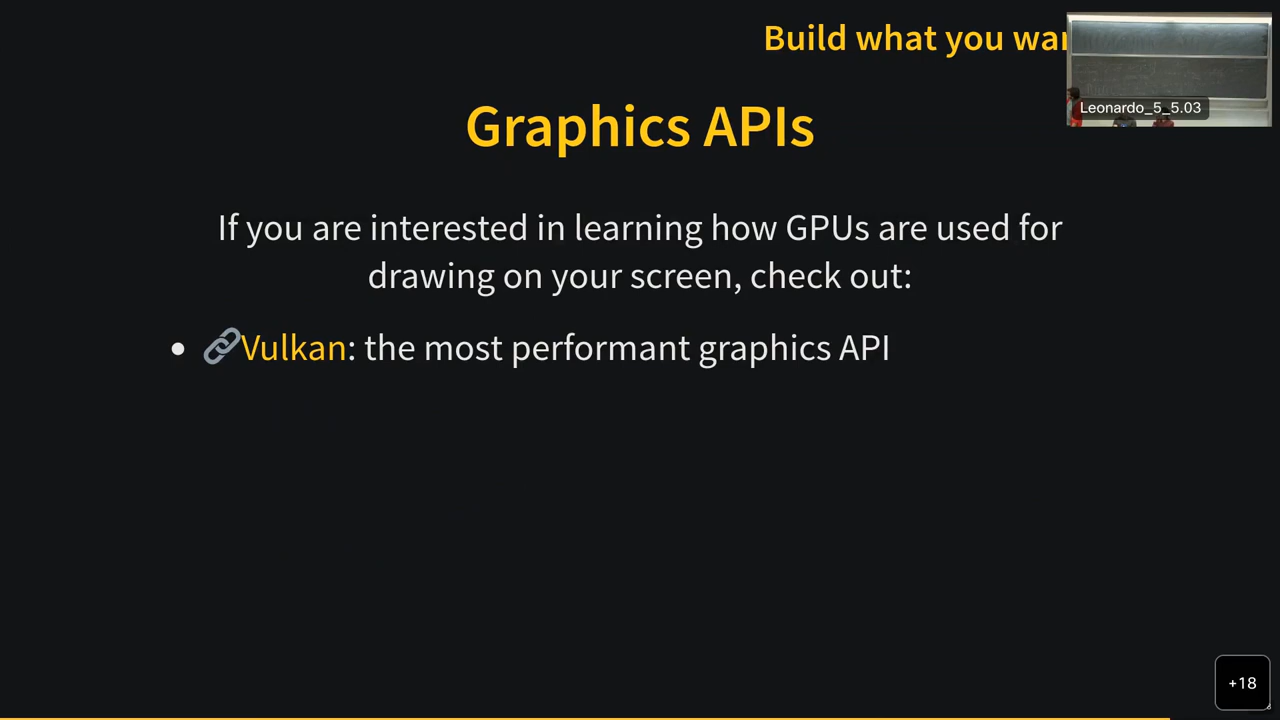 Build what you wan
Leonardo_5_5.03
Graphics APIs
If you are interested in learning how GPUs are used for
drawing on your screen, check out:
• 🔗Vulkan: the most performant graphics API
+18